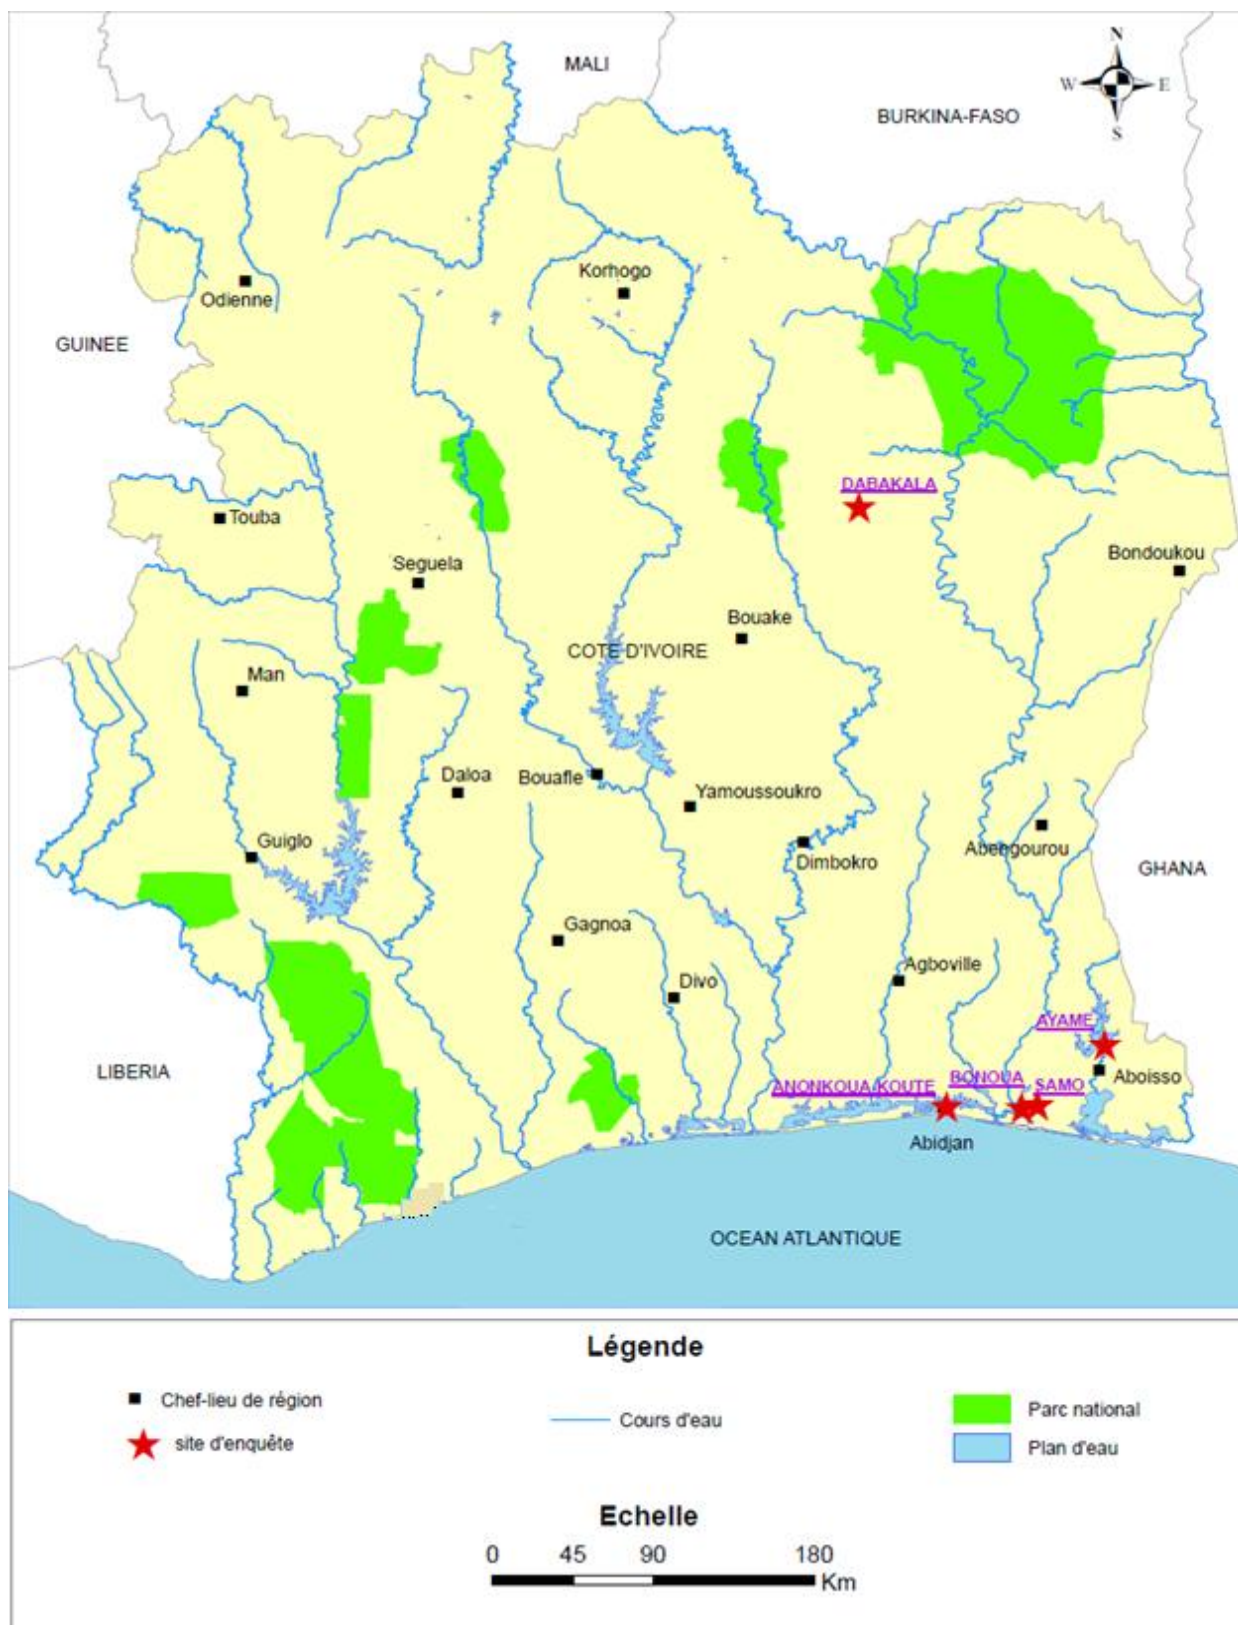 MALI
N
W
E
S
BURKINA-FASO
Korhogo
Odienne
GUINEE
DABAKALA
Touba
Bondoukou
Seguela
Bouake
COTE D'IVOIRE
Man
Daloa
Bouafle
Yamoussoukro
Guiglo
Dimbokro
Abengourou
GHANA
Gagnoa
Agboville
Divo
AYAME
LIBERIA
Aboisso
ANONKOUA-KOUTE
BONOUA
SAMO
Abidjan
OCEAN ATLANTIQUE
Légende
Chef-lieu de région
Cours d'eau
Parc national
site d'enquête
Plan d'eau
Echelle
0 45 90 180
Km